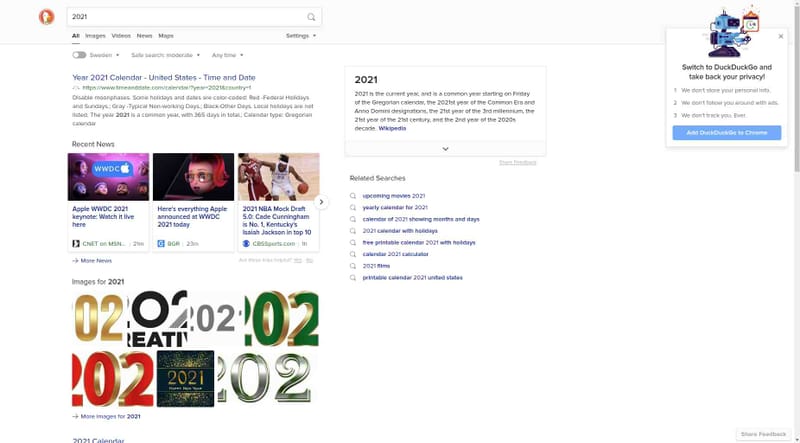 2021
All Images Videos News Maps Settings
Sweden Safe search: moderate Any time
Year 2021 Calendar - United States - Time and Date
https://www.timeanddate.com/calendar/?year=2021&country=1
Disable moonphases. Some holidays and dates are color-coded: Red -Federal Holidays
and Sundays.; Gray -Typical Non-working Days.; Black-Other Days. Local holidays are not
listed. The year 2021 is a common year, with 365 days in total.; Calendar type: Gregorian
calendar
Recent News
WWDC
Apple WWDC 2021
keynote: Watch it live
here
CNET on MSN... 21m
Here's everything Apple
announced at WWDC
2021 today
BGR 23m
2021 NBA Mock Draft
5.0: Cade Cunningham
is No. 1, Kentucky's
Isaiah Jackson in top 10
CBSSports.com 1h
More News
Are these links helpful? Yes No
Images for 2021
02
202
CREATIVE
202
202
202
202
2021
HAPPY NEW YEAR
202
More Images for 2021
2021 Calendar
2021
2021 is the current year, and is a common year starting on Friday
of the Gregorian calendar, the 2021st year of the Common Era and
Anno Domini designations, the 21st year of the 3rd millennium, the
21st year of the 21st century, and the 2nd year of the 2020s
decade. Wikipedia
Share Feedback
Related Searches
upcoming movies 2021
yearly calendar for 2021
calendar of 2021 showing months and days
2021 calendar with holidays
free printable calendar 2021 with holidays
calendar 2021 calculator
2021 films
printable calendar 2021 united states
Switch to DuckDuckGo and
take back your privacy!
1 We don't store your personal info.
2 We don't follow you around with ads.
3 We don't track you. Ever.
Add DuckDuckGo to Chrome
Share Feedback